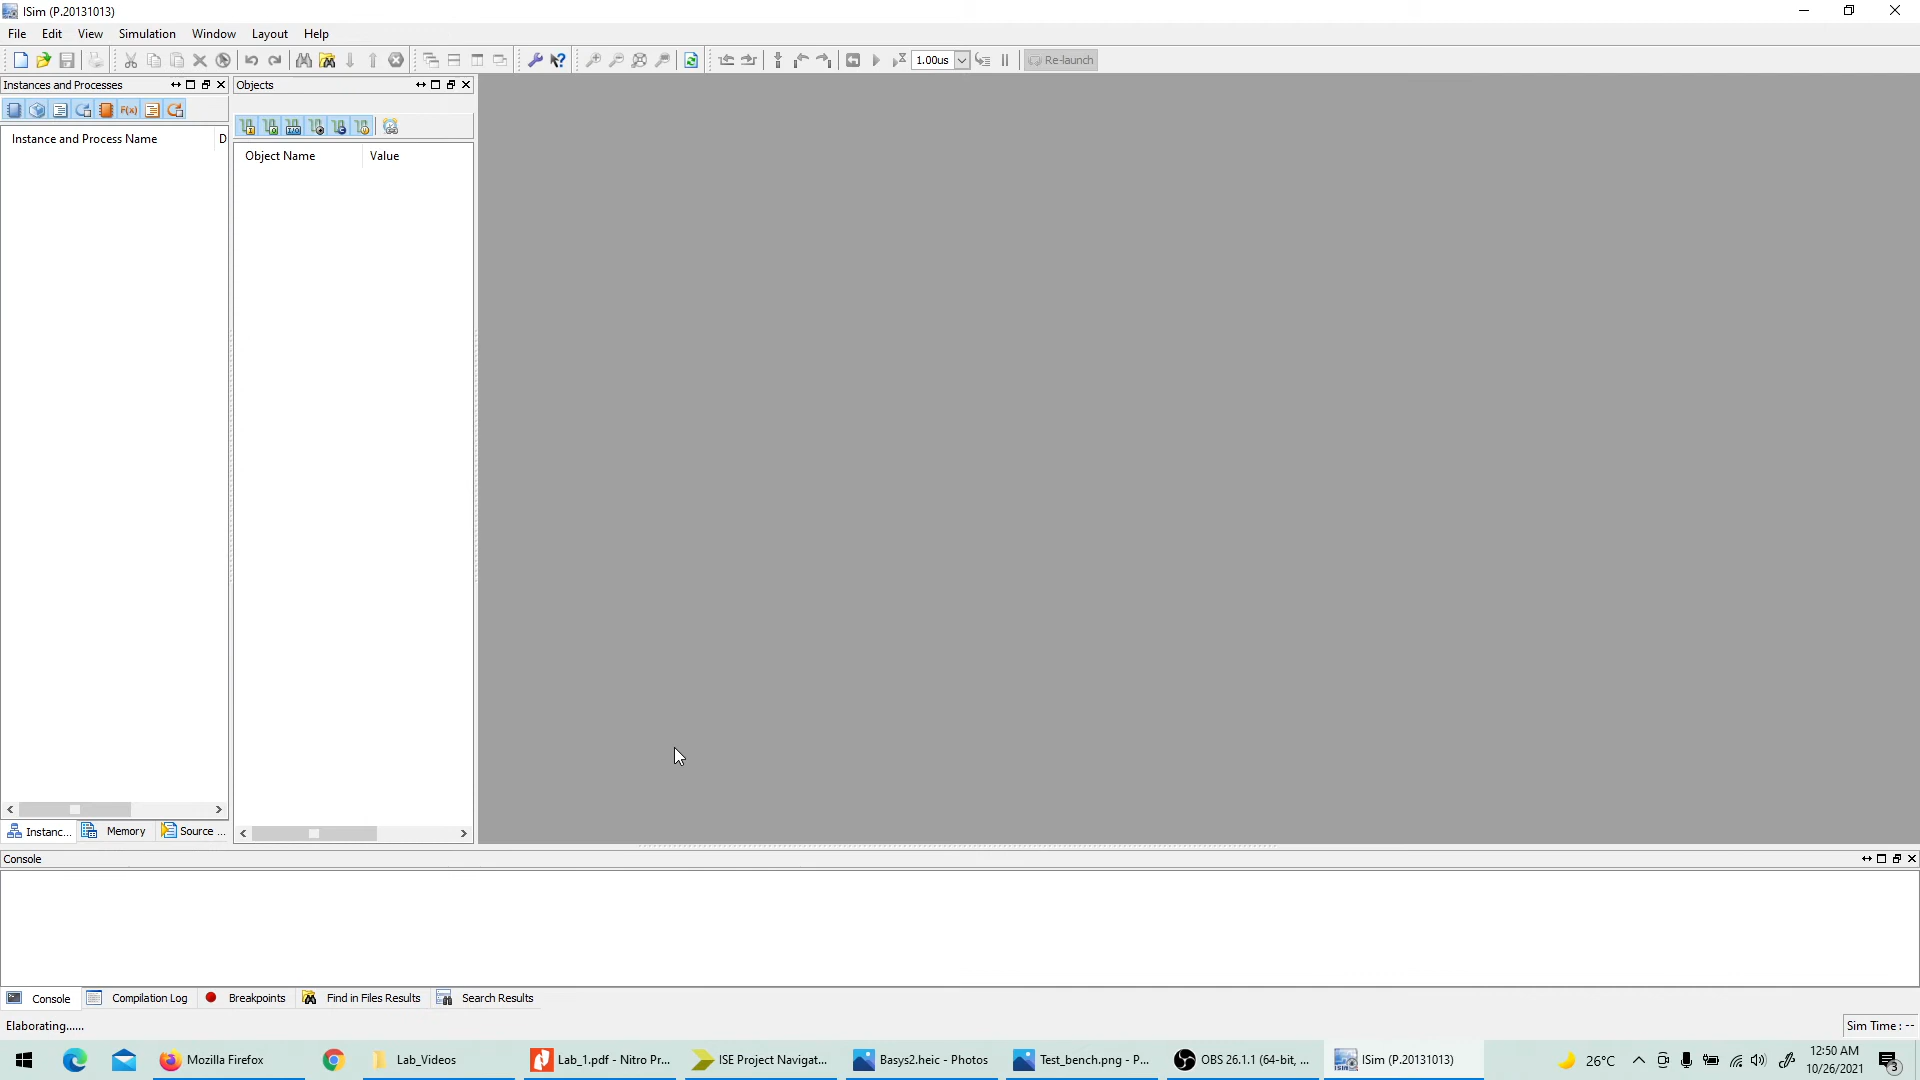 ISim (P.20131013)
File Edit View Simulation Window Layout Help
1.00us Re-launch
Instances and Processes
Objects
F(x)
Instance and Process Name D
Object Name Value
Instanc... Memory Source ...
Console
Console Compilation Log Breakpoints Find in Files Results Search Results
Elaborating......
Sim Time : --
Mozilla Firefox
Lab_Videos
Lab_1.pdf - Nitro Pr...
ISE Project Navigat...
Basys2.heic - Photos
Test_bench.png - P...
OBS 26.1.1 (64-bit, ...
ISim (P.20131013)
26°C
12:50 AM
10/26/2021
3